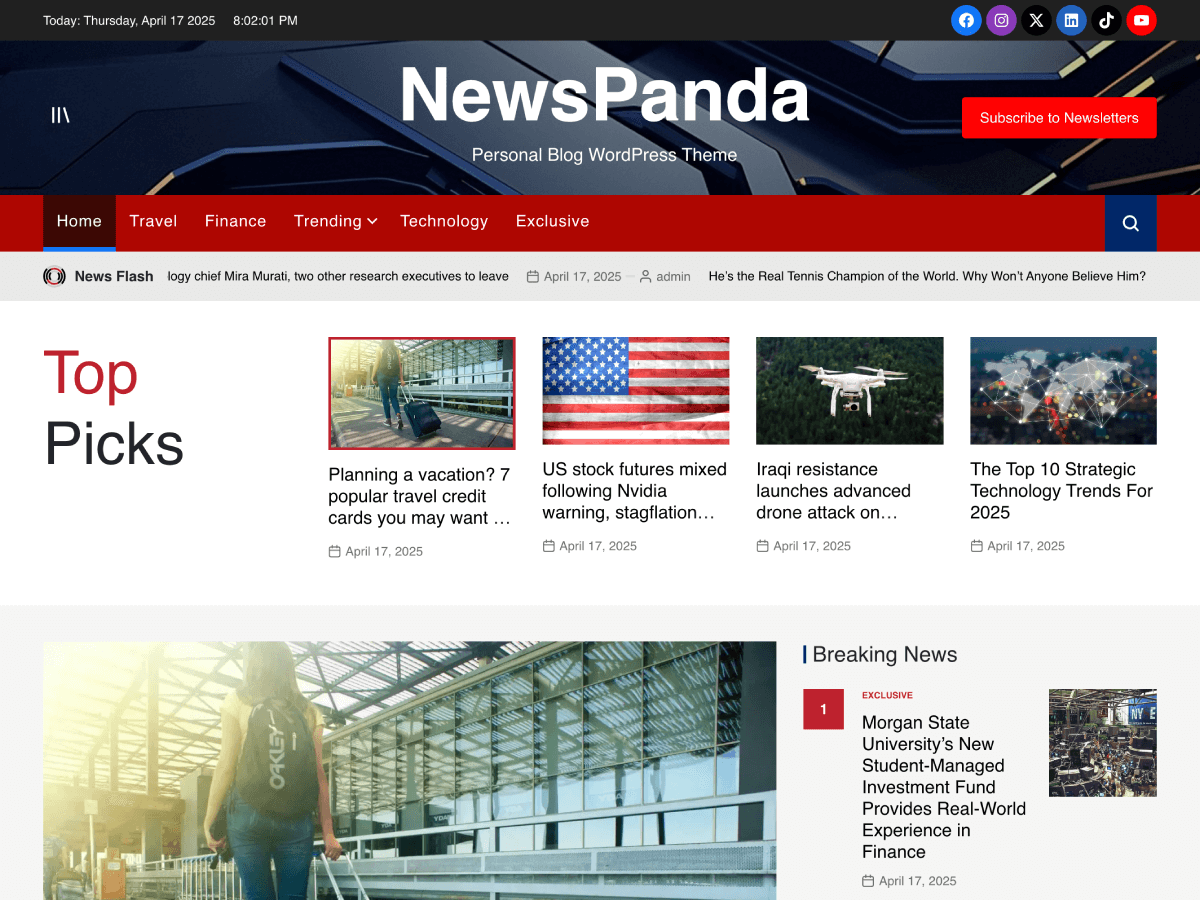 Today: Thursday, April 17 2025 8:02:01 PM
NewsPanda
Personal Blog WordPress Theme
Subscribe to Newsletters
Home Travel Finance Trending Technology Exclusive
News Flash logy chief Mira Murati, two other research executives to leave April 17, 2025 admin He's the Real Tennis Champion of the World. Why Won't Anyone Believe Him?
Top
Picks
Planning a vacation? 7
popular travel credit
cards you may want …
April 17, 2025
US stock futures mixed
following Nvidia
warning, stagflation…
April 17, 2025
Iraqi resistance
launches advanced
drone attack on…
April 17, 2025
The Top 10 Strategic
Technology Trends For
2025
April 17, 2025
OAKLEY
Breaking News
1
EXCLUSIVE
Morgan State
University's New
Student-Managed
Investment Fund
Provides Real-World
Experience in
Finance
April 17, 2025
NY E